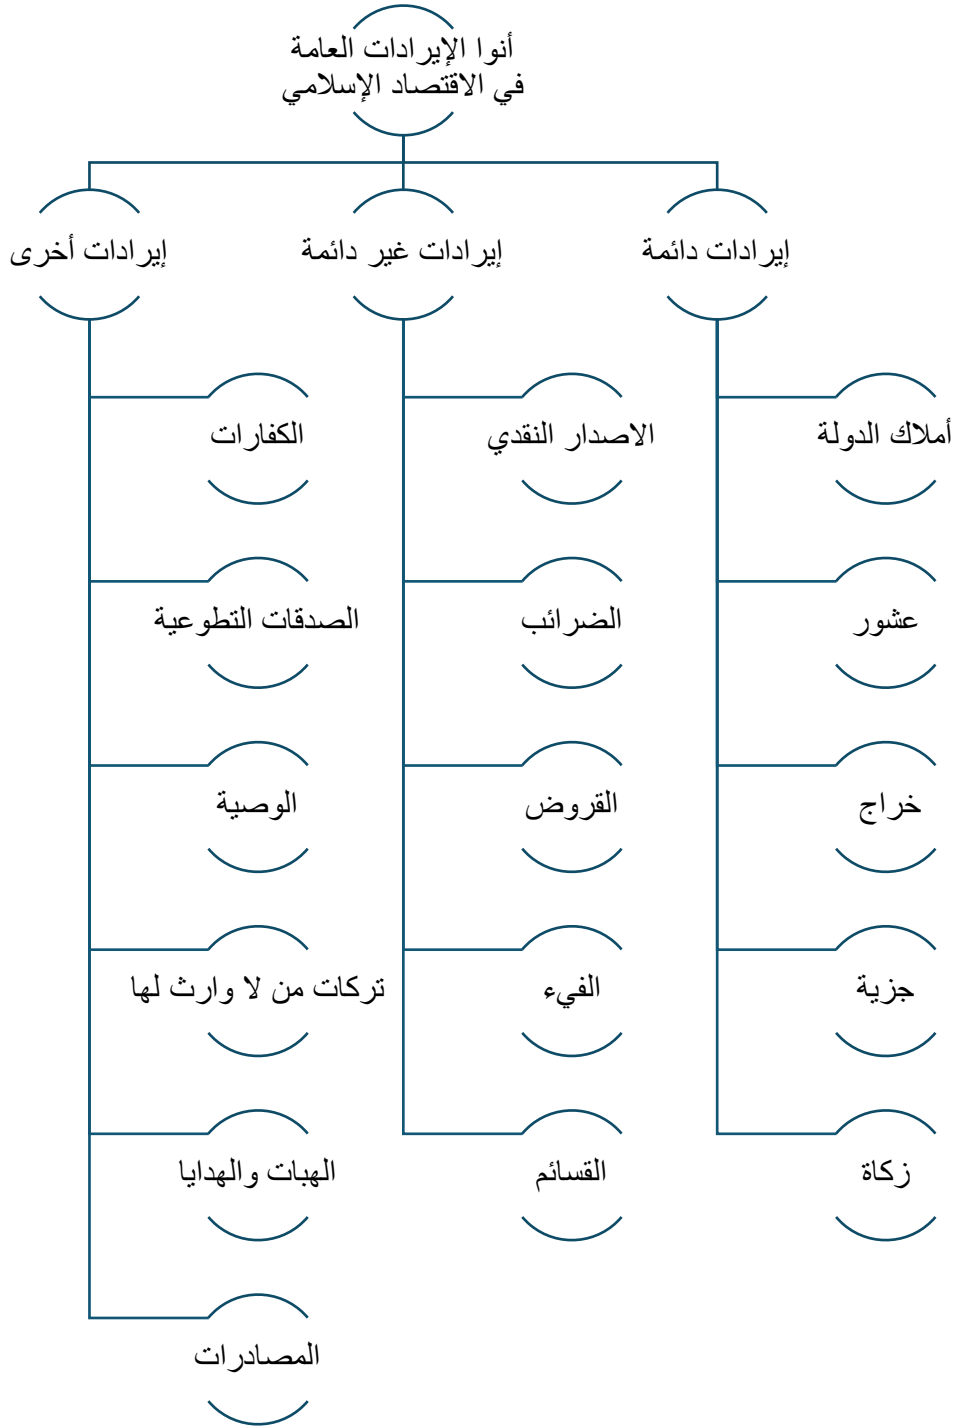 أنوا الإيرادات العامة
في الاقتصاد الإسلامي
إيرادات دائمة
أملاك الدولة
عشور
خراج
جزية
زكاة
إيرادات غير دائمة
الاصدار النقدي
الضرائب
القروض
الفيء
القسائم
إيرادات أخرى
الكفارات
الصدقات التطوعية
الوصية
تركات من لا وارث لها
الهبات والهدايا
المصادرات